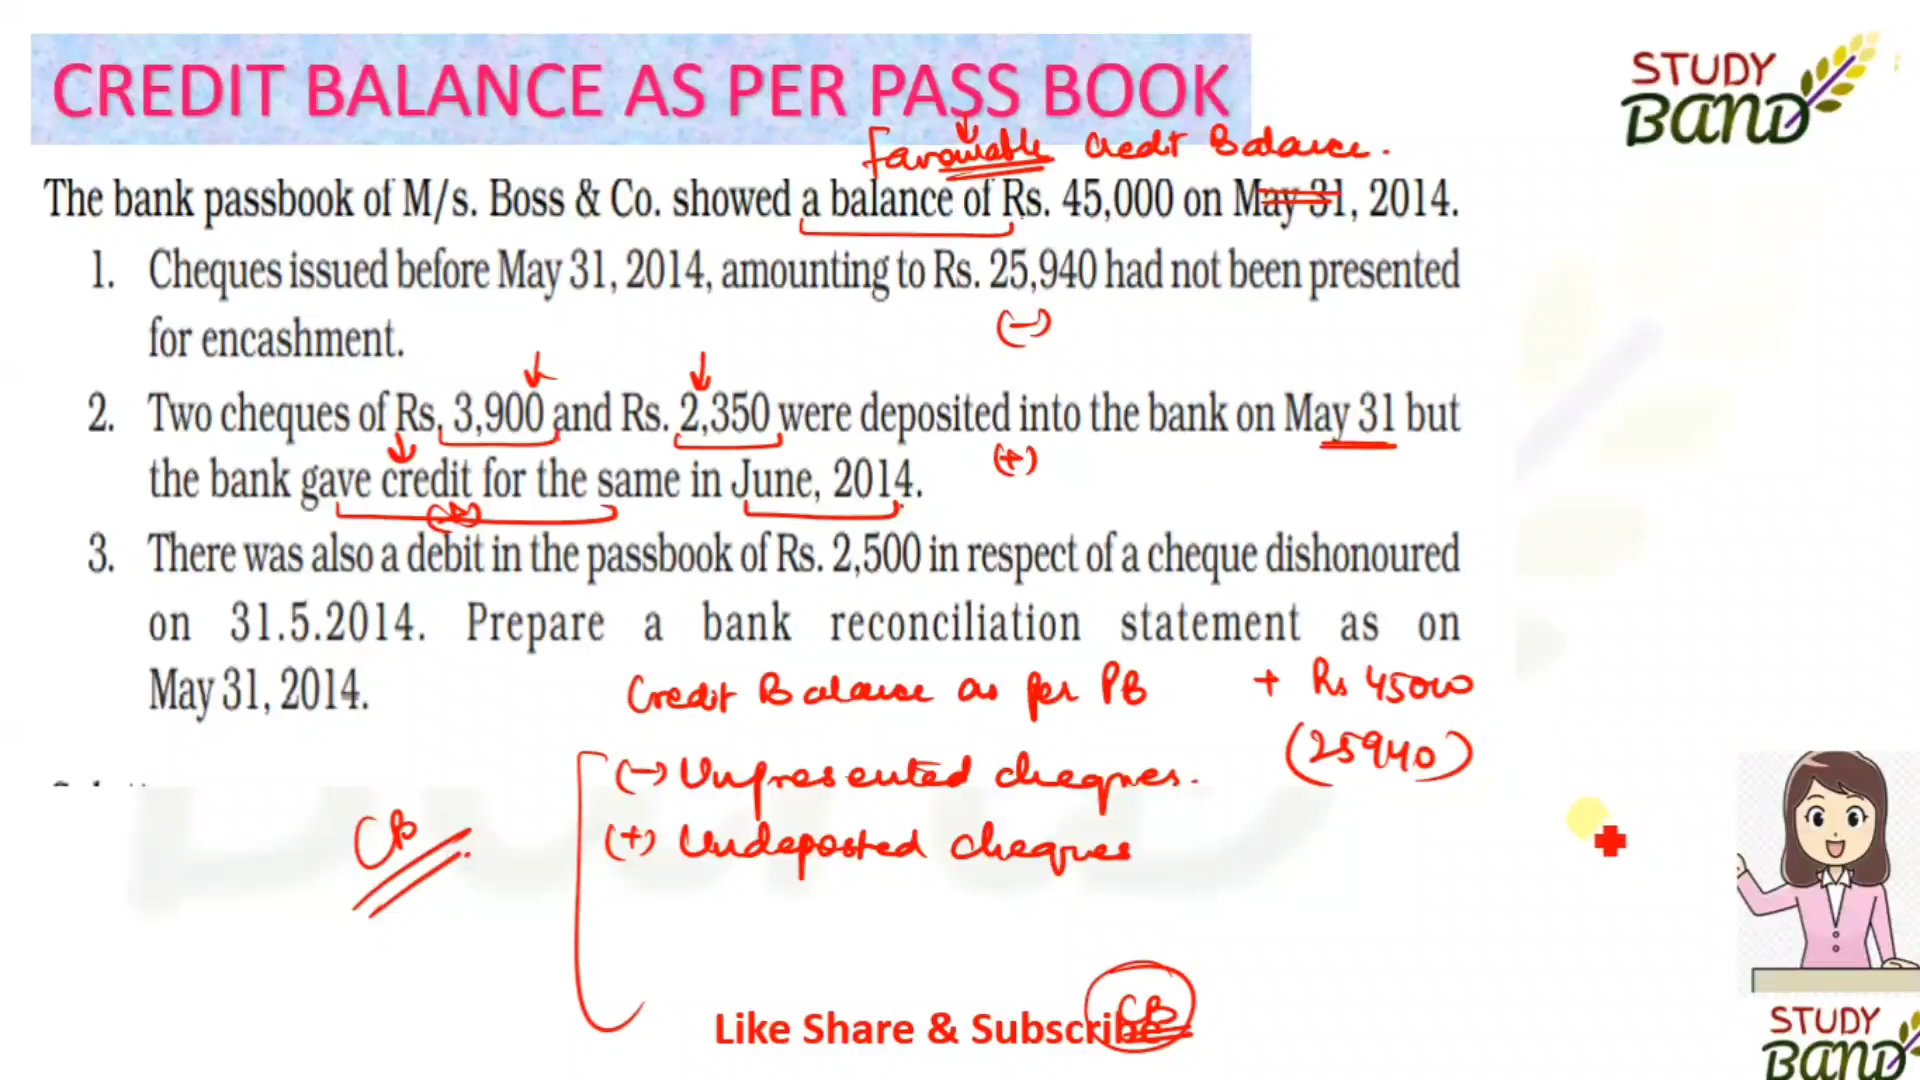 CREDIT BALANCE AS PER PASS BOOK
STUDY
BAND
Favourable Credit Balance.
The bank passbook of M/s. Boss & Co. showed a balance of Rs. 45,000 on May 31, 2014.
1. Cheques issued before May 31, 2014, amounting to Rs. 25,940 had not been presented
for encashment.
(-)
2. Two cheques of Rs. 3,900 and Rs. 2,350 were deposited into the bank on May 31 but
the bank gave credit for the same in June, 2014.
(+)
3. There was also a debit in the passbook of Rs. 2,500 in respect of a cheque dishonoured
on 31.5.2014. Prepare a bank reconciliation statement as on
May 31, 2014.
Credit Balance as per PB + Rs 45000
(-) Unpresented cheques. (25940)
CB
(+) Undeposted cheques
CB
Like Share & Subscribe
STUDY
BAND